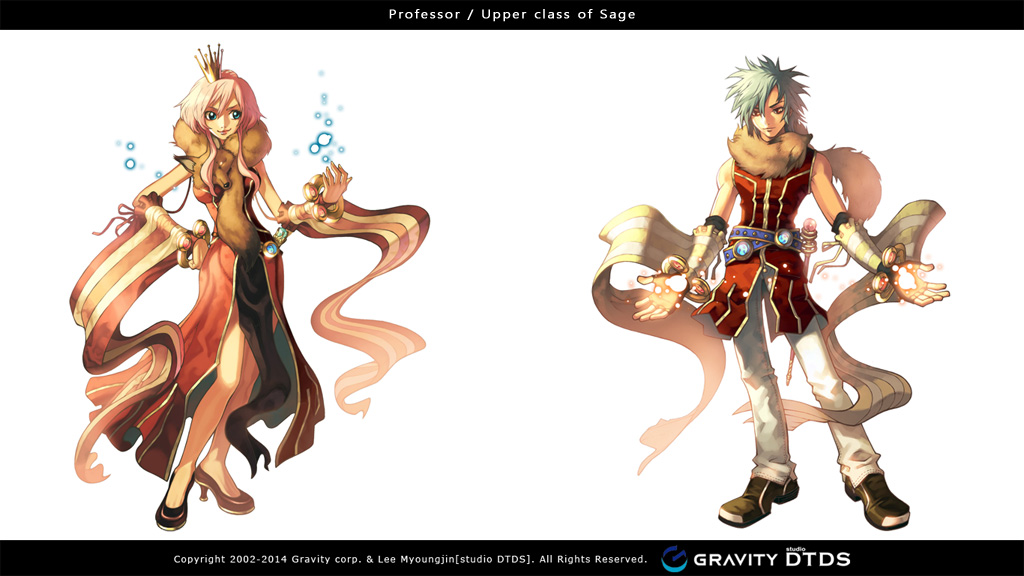 Professor / Upper class of Sage
Copyright 2002-2014 Gravity corp. & Lee Myoungjin[studio DTDS]. All Rights Reserved.
GRAVITY studio DTDS